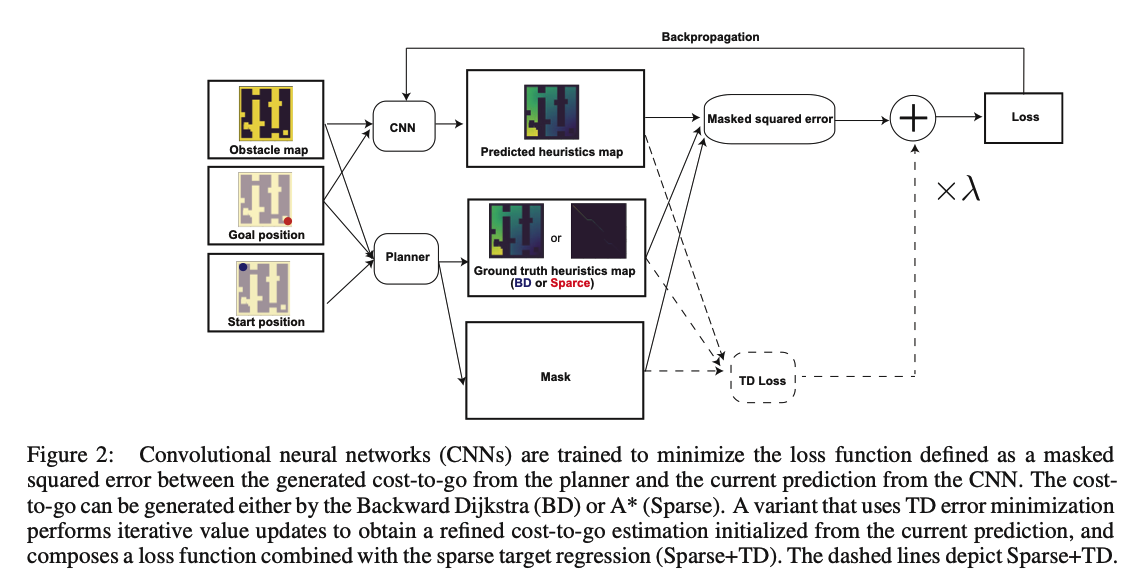 Backpropagation
Obstacle map
CNN
Predicted heuristics map
Masked squared error
+
Loss
Goal position
×λ
Planner
or
Ground truth heuristics map
(BD or Sparce)
Start position
Mask
TD Loss
Figure 2: Convolutional neural networks (CNNs) are trained to minimize the loss function defined as a masked
squared error between the generated cost-to-go from the planner and the current prediction from the CNN. The cost-
to-go can be generated either by the Backward Dijkstra (BD) or A* (Sparse). A variant that uses TD error minimization
performs iterative value updates to obtain a refined cost-to-go estimation initialized from the current prediction, and
composes a loss function combined with the sparse target regression (Sparse+TD). The dashed lines depict Sparse+TD.